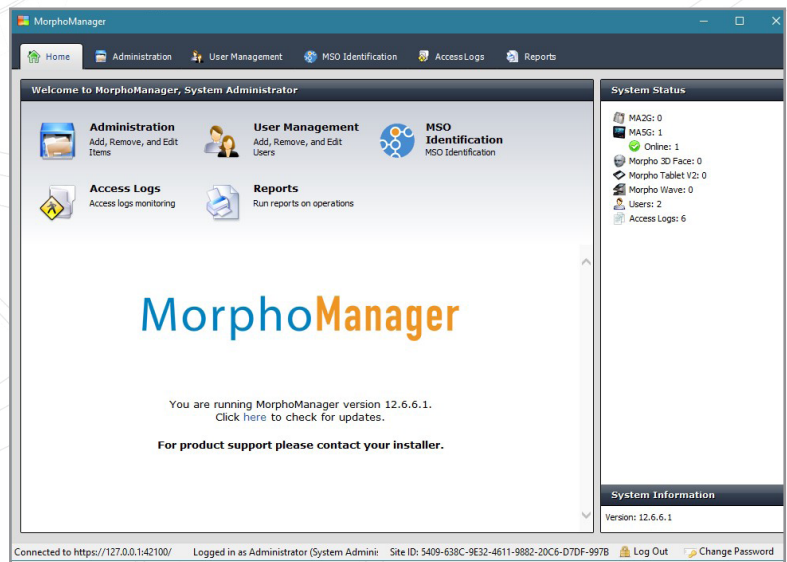 MorphoManager
Home Administration User Management MSO Identification Access Logs Reports
Welcome to MorphoManager, System Administrator
Administration
Add, Remove, and Edit
Items
User Management
Add, Remove, and Edit
Users
MSO
Identification
MSO Identification
Access Logs
Access logs monitoring
Reports
Run reports on operations
MorphoManager
You are running MorphoManager version 12.6.6.1.
Click here to check for updates.
For product support please contact your installer.
System Status
MA2G: 0
MA5G: 1
Online: 1
Morpho 3D Face: 0
Morpho Tablet V2: 0
Morpho Wave: 0
Users: 2
Access Logs: 6
System Information
Version: 12.6.6.1
Connected to https://127.0.0.1:42100/ Logged in as Administrator (System Admini: Site ID: 5409-638C-9E32-4611-9882-20C6-D7DF-997B Log Out Change Password